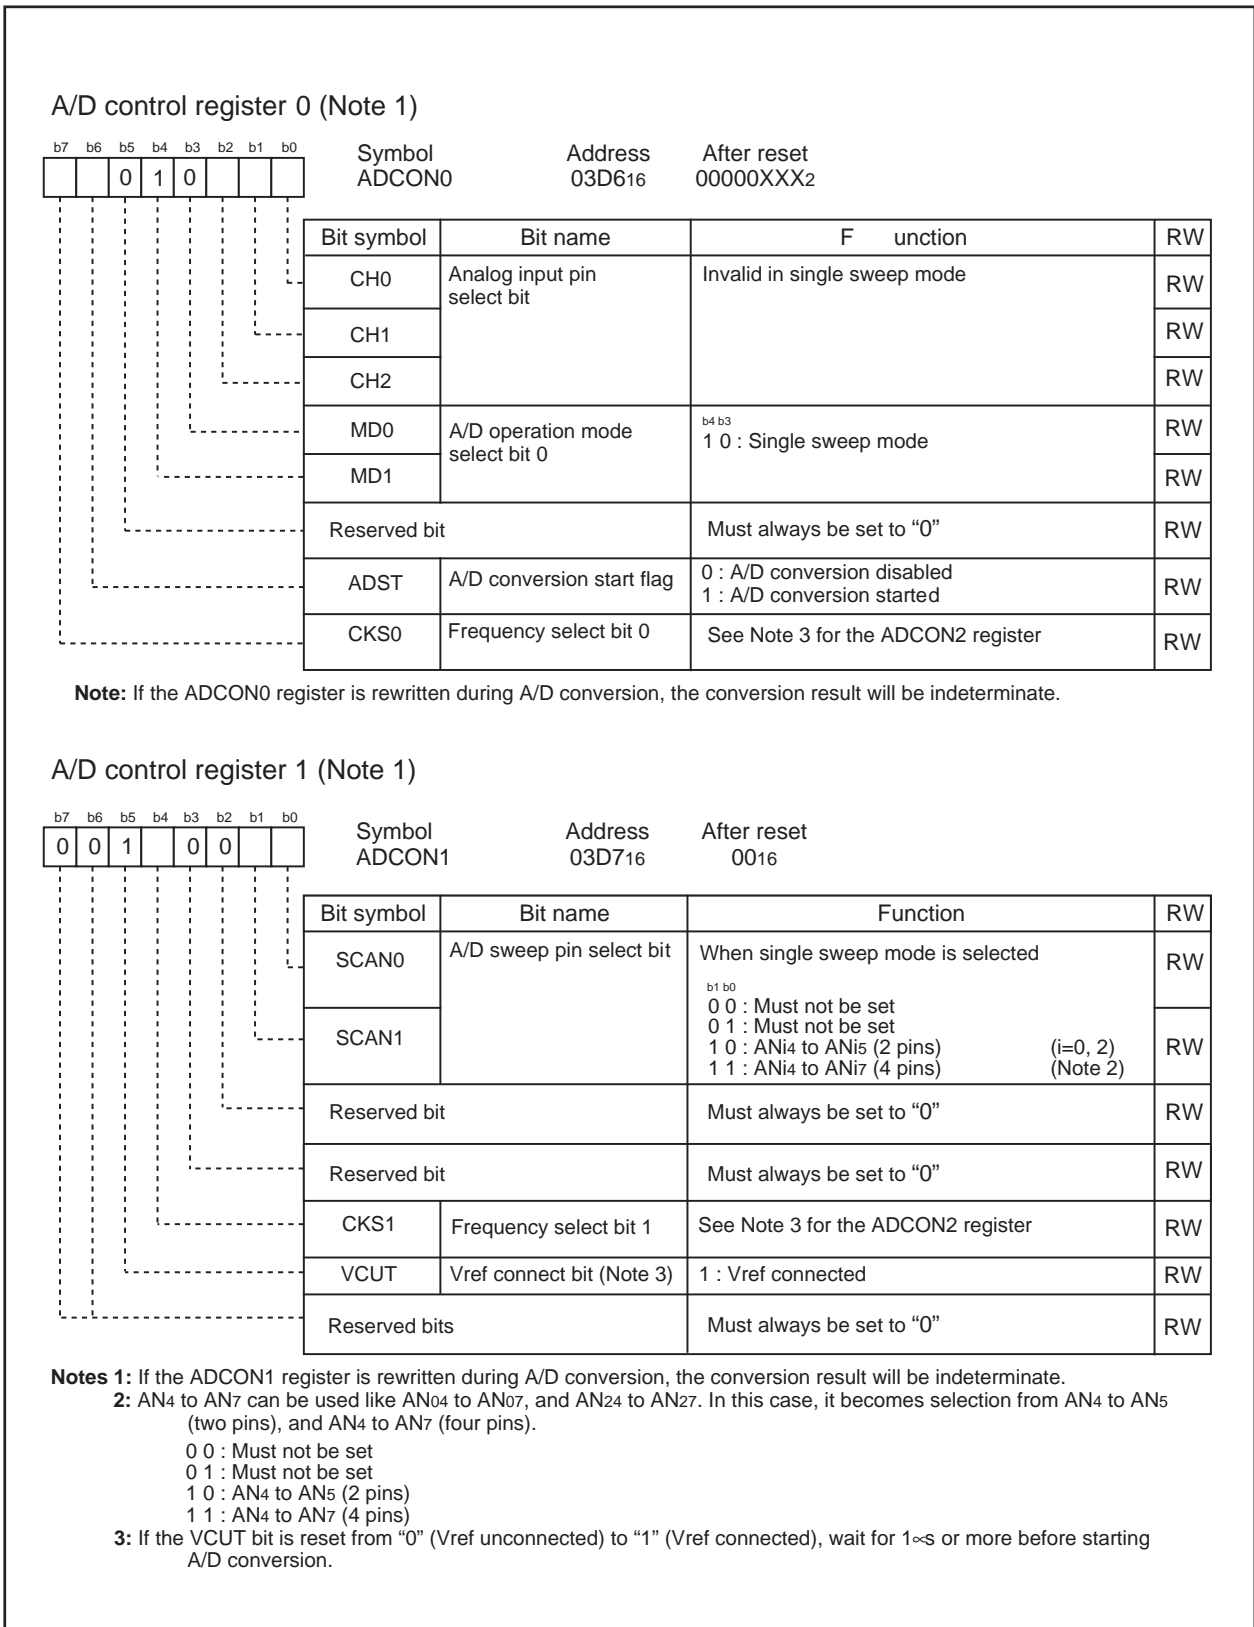 A/D control register 0 (Note 1)
b7 b6 b5 b4 b3 b2 b1 b0
0 1 0
Symbol Address After reset
ADCON0 03D616 00000XXX2
Bit symbol Bit name F unction RW
CH0 Analog input pin select bit Invalid in single sweep mode RW
CH1 RW
CH2 RW
MD0 A/D operation mode select bit 0 b4 b3 RW
1 0 : Single sweep mode
MD1 RW
Reserved bit Must always be set to “0” RW
ADST A/D conversion start flag 0 : A/D conversion disabled RW
1 : A/D conversion started
CKS0 Frequency select bit 0 See Note 3 for the ADCON2 register RW
Note: If the ADCON0 register is rewritten during A/D conversion, the conversion result will be indeterminate.
A/D control register 1 (Note 1)
b7 b6 b5 b4 b3 b2 b1 b0
0 0 1 0 0
Symbol Address After reset
ADCON1 03D716 0016
Bit symbol Bit name Function RW
SCAN0 A/D sweep pin select bit When single sweep mode is selected RW
b1 b0
0 0 : Must not be set
0 1 : Must not be set
SCAN1 1 0 : ANi4 to ANi5 (2 pins) (i=0, 2) RW
1 1 : ANi4 to ANi7 (4 pins) (Note 2)
Reserved bit Must always be set to “0” RW
Reserved bit Must always be set to “0” RW
CKS1 Frequency select bit 1 See Note 3 for the ADCON2 register RW
VCUT Vref connect bit (Note 3) 1 : Vref connected RW
Reserved bits Must always be set to “0” RW
Notes 1: If the ADCON1 register is rewritten during A/D conversion, the conversion result will be indeterminate.
2: AN4 to AN7 can be used like AN04 to AN07, and AN24 to AN27. In this case, it becomes selection from AN4 to AN5
(two pins), and AN4 to AN7 (four pins).
0 0 : Must not be set
0 1 : Must not be set
1 0 : AN4 to AN5 (2 pins)
1 1 : AN4 to AN7 (4 pins)
3: If the VCUT bit is reset from “0” (Vref unconnected) to “1” (Vref connected), wait for 1∝s or more before starting
A/D conversion.